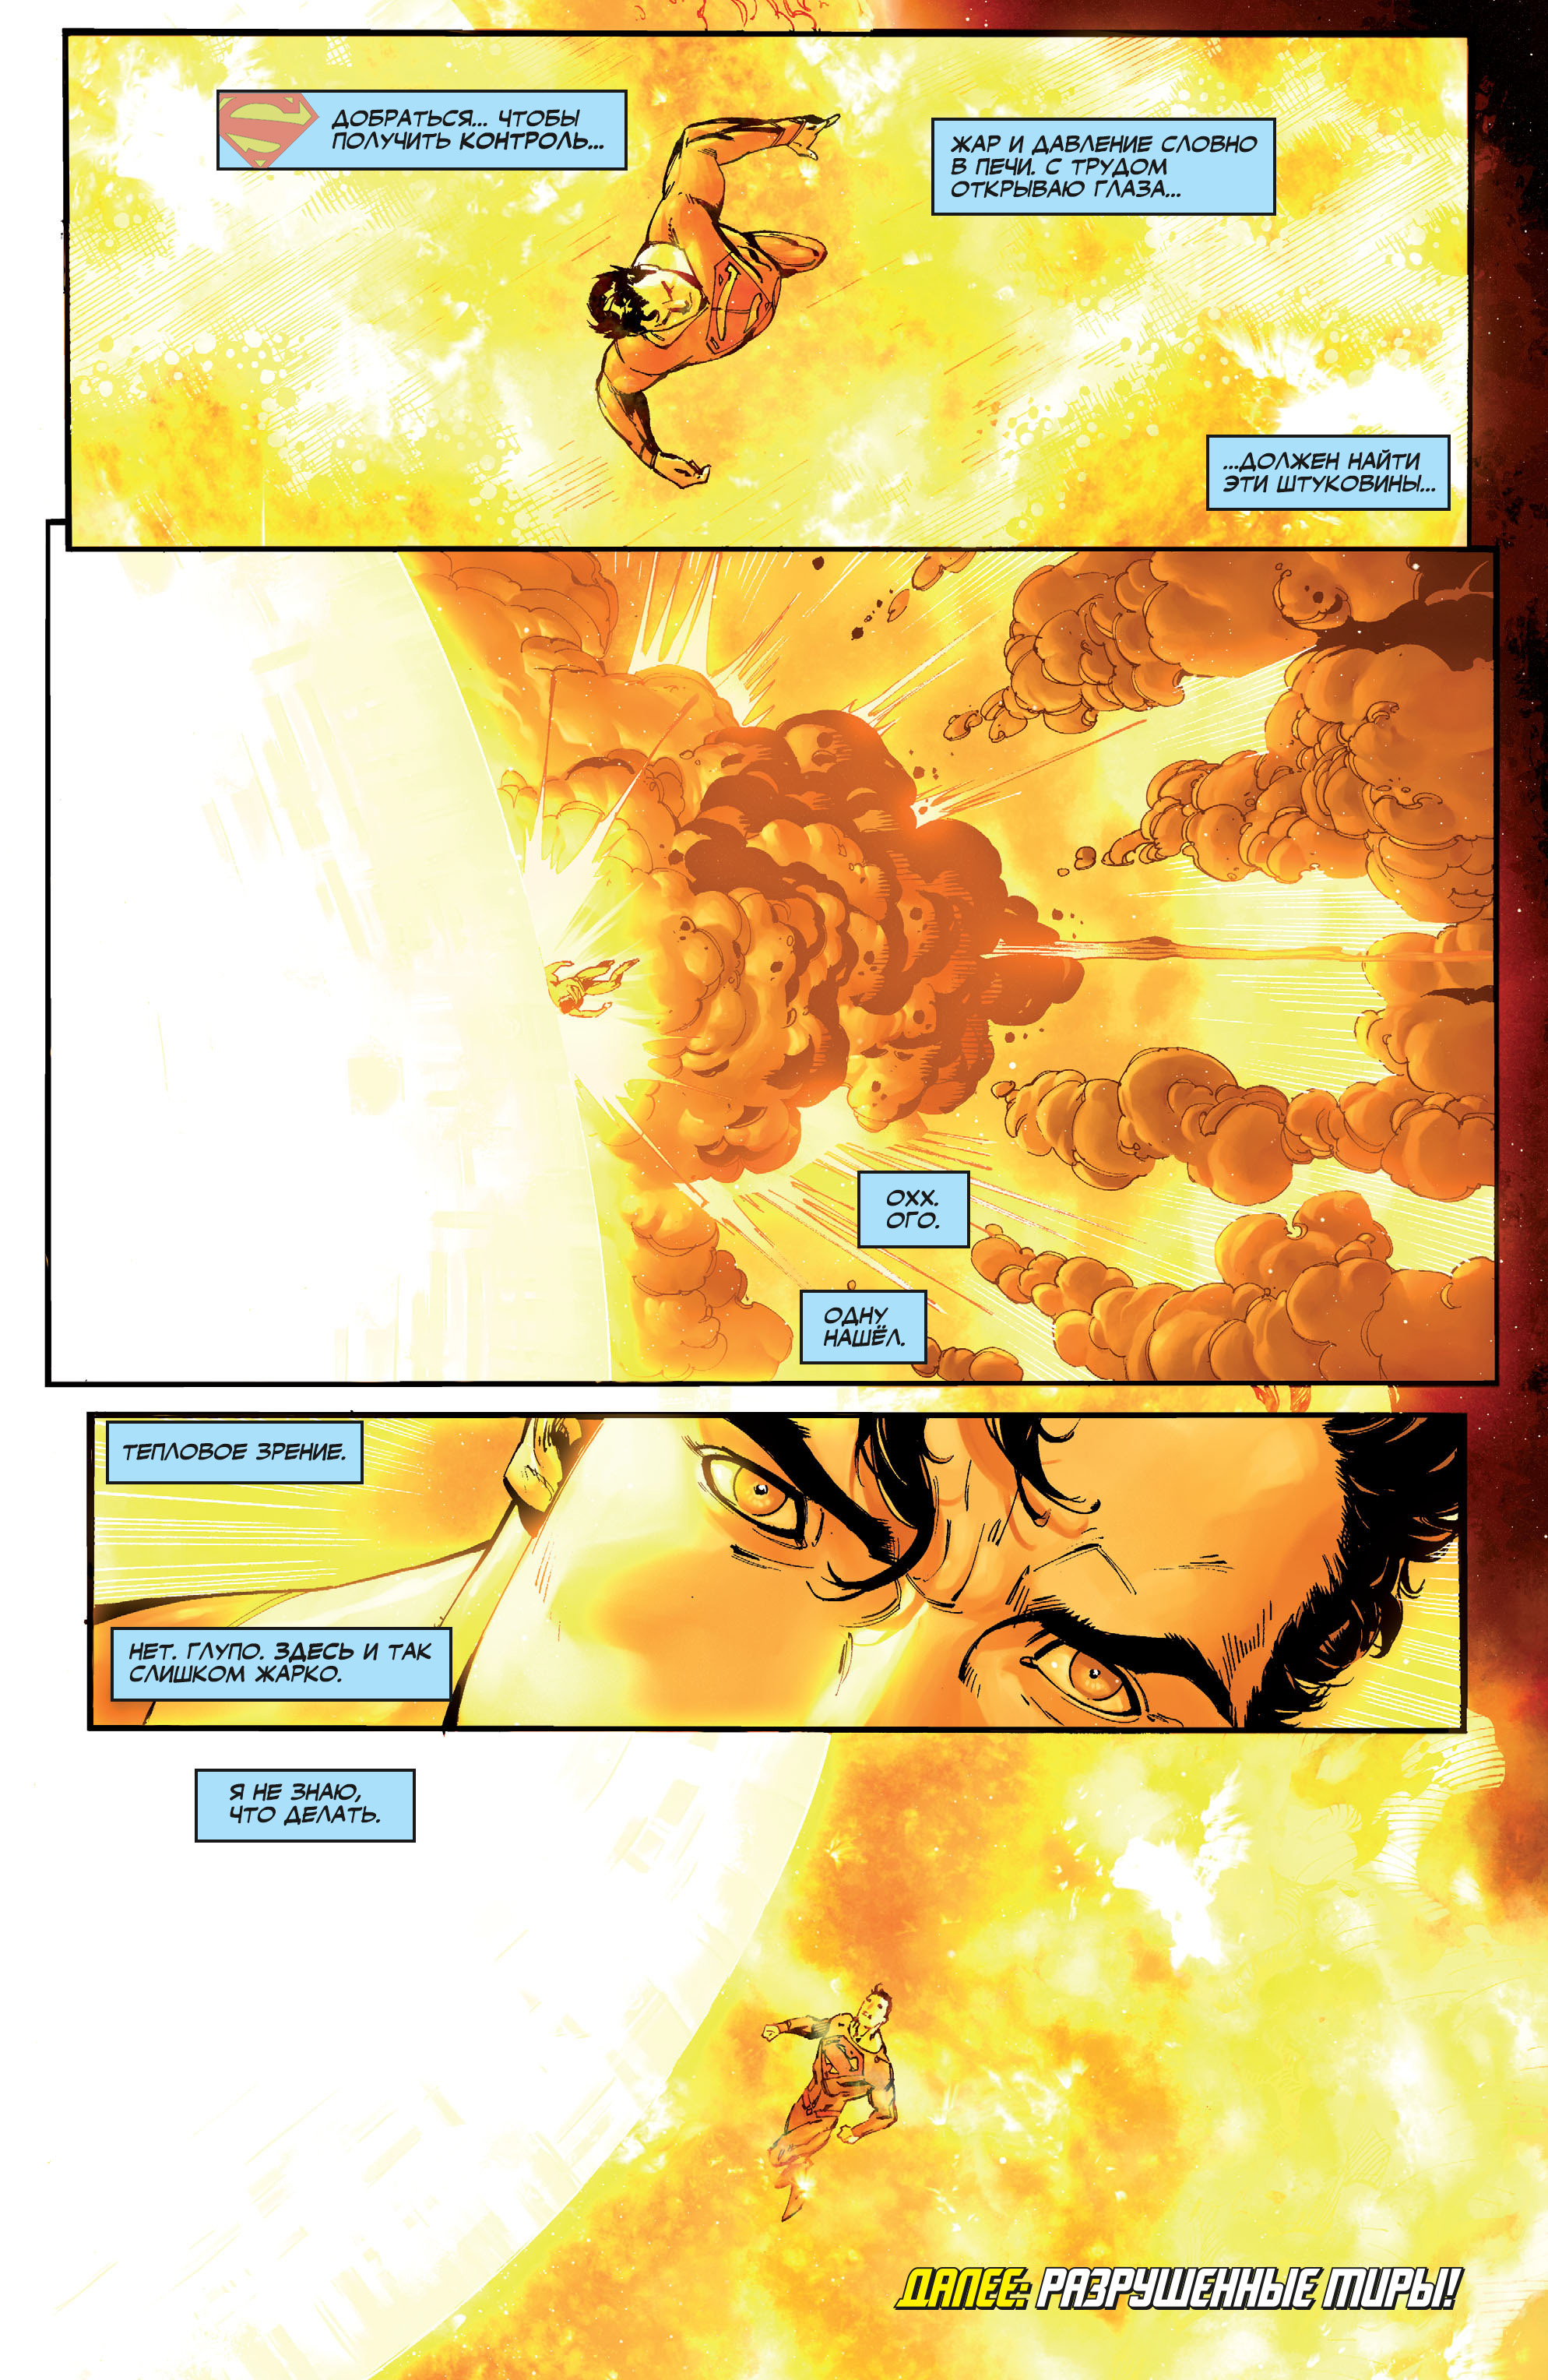 ДОБРАТЬСЯ... ЧТОБЫ
ПОЛУЧИТЬ КОНТРОЛЬ...
ЖАР И ДАВЛЕНИЕ СЛОВНО
В ПЕЧИ. С ТРУДОМ
ОТКРЫВАЮ ГЛАЗА...
...ДОЛЖЕН НАЙТИ
ЭТИ ШТУКОВИНЫ...
ОХХ.
ОГО.
ОДНУ
НАШЁЛ.
ТЕПЛОВОЕ ЗРЕНИЕ.
НЕТ. ГЛУПО. ЗДЕСЬ И ТАК
СЛИШКОМ ЖАРКО.
Я НЕ ЗНАЮ,
ЧТО ДЕЛАТЬ.
ДАЛЕЕ: РАЗРУШЕННЫЕ МИРЫ!